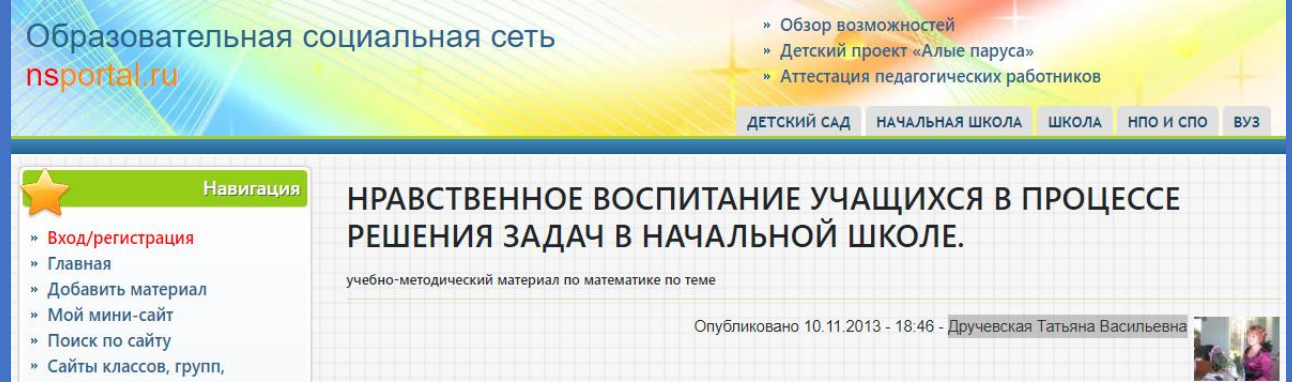 Образовательная социальная сеть
nsportal.ru
» Обзор возможностей
» Детский проект «Алые паруса»
» Аттестация педагогических работников
ДЕТСКИЙ САД НАЧАЛЬНАЯ ШКОЛА ШКОЛА НПО И СПО ВУЗ
Навигация
» Вход/регистрация
» Главная
» Добавить материал
» Мой мини-сайт
» Поиск по сайту
» Сайты классов, групп,
НРАВСТВЕННОЕ ВОСПИТАНИЕ УЧАЩИХСЯ В ПРОЦЕССЕ
РЕШЕНИЯ ЗАДАЧ В НАЧАЛЬНОЙ ШКОЛЕ.
учебно-методический материал по математике по теме
Опубликовано 10.11.2013 - 18:46 - Дручевская Татьяна Васильевна